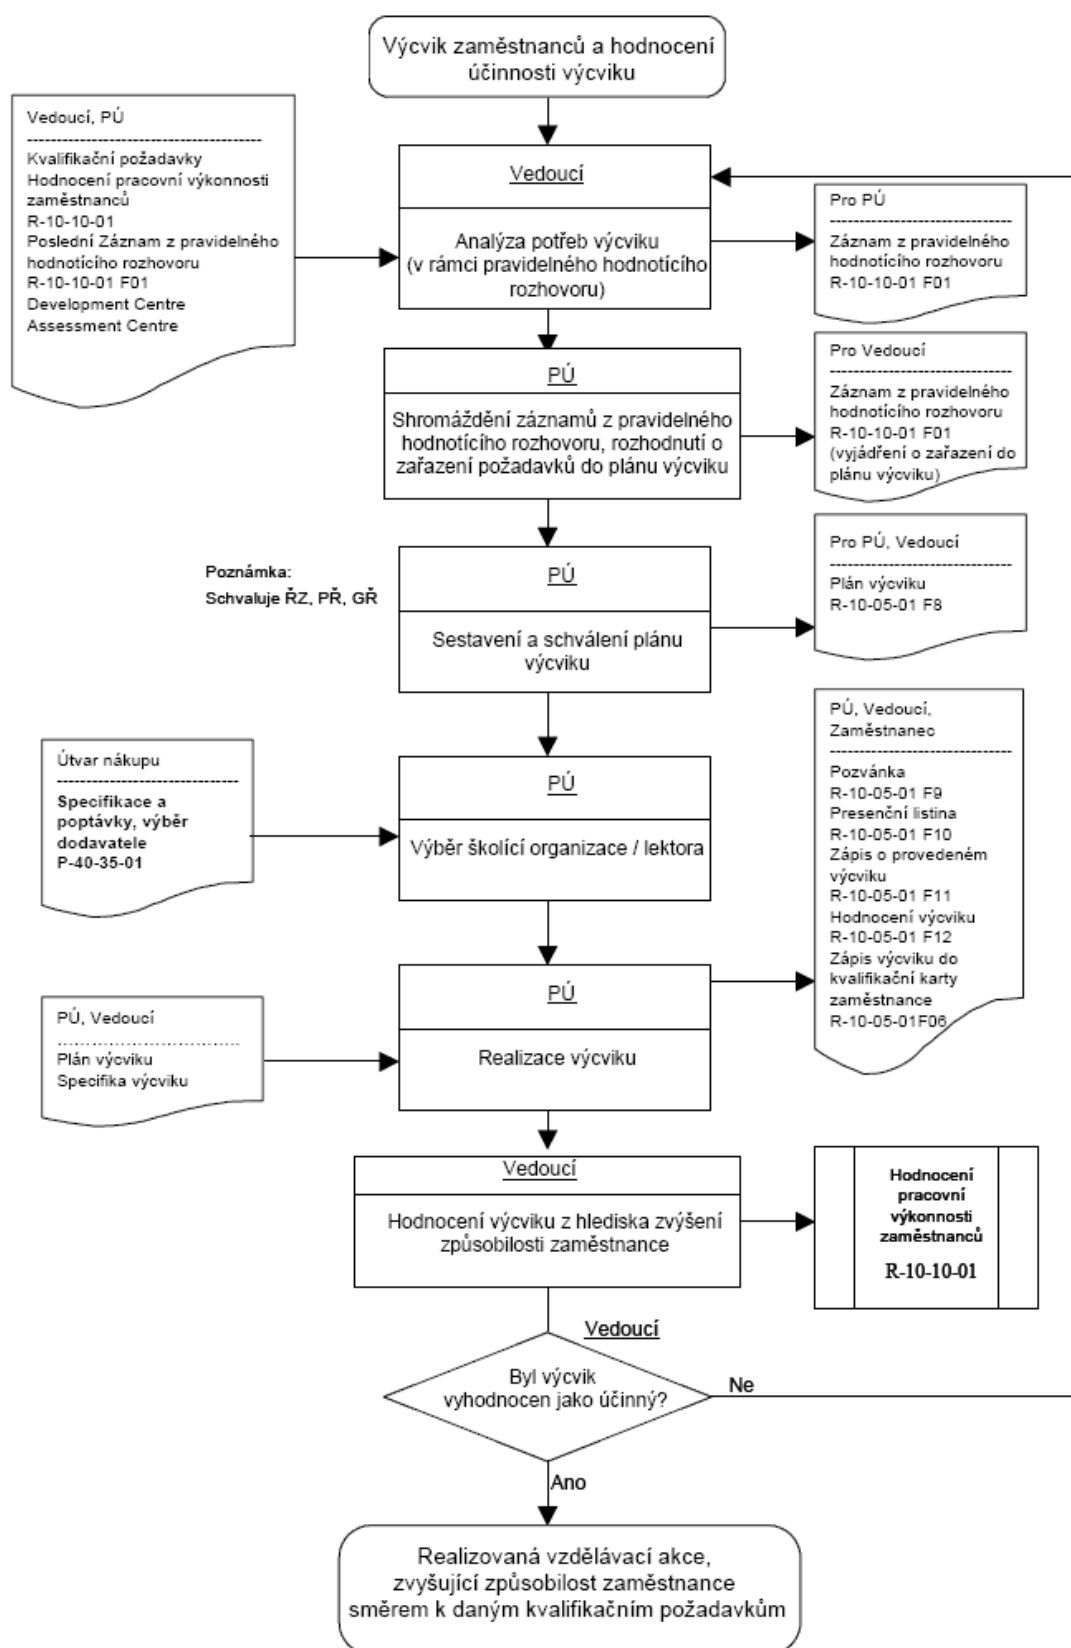 Výcvik zaměstnanců a hodnocení
účinnosti výcviku
Vedoucí, PÚ
Kvalifikační požadavky
Hodnocení pracovní výkonnosti
zaměstnanců
R-10-10-01
Poslední Záznam z pravidelného
hodnotícího rozhovoru
R-10-10-01 F01
Development Centre
Assessment Centre
Vedoucí
Analýza potřeb výcviku
(v rámci pravidelného hodnotícího
rozhovoru)
Pro PÚ
Záznam z pravidelného
hodnotícího rozhovoru
R-10-10-01 F01
PÚ
Shromáždění záznamů z pravidelného
hodnotícího rozhovoru, rozhodnutí o
zařazení požadavků do plánu výcviku
Pro Vedoucí
Záznam z pravidelného
hodnotícího rozhovoru
R-10-10-01 F01
(vyjádření o zařazení do
plánu výcviku)
Poznámka:
Schvaluje ŘZ, PŘ, GŘ
PÚ
Sestavení a schválení plánu
výcviku
Pro PÚ, Vedoucí
Plán výcviku
R-10-05-01 F8
Útvar nákupu
Specifikace a
poptávky, výběr
dodavatele
P-40-35-01
PÚ
Výběr školící organizace / lektora
PÚ, Vedoucí,
Zaměstnanec
Pozvánka
R-10-05-01 F9
Presenční listina
R-10-05-01 F10
Zápis o provedeném
výcviku
R-10-05-01 F11
Hodnocení výcviku
R-10-05-01 F12
Zápis výcviku do
kvalifikační karty
zaměstnance
R-10-05-01F06
PÚ, Vedoucí
Plán výcviku
Specifika výcviku
PÚ
Realizace výcviku
Vedoucí
Hodnocení výcviku z hlediska zvýšení
způsobilosti zaměstnance
Hodnocení
pracovní
výkonnosti
zaměstnanců
R-10-10-01
Vedoucí
Byl výcvik
vyhodnocen jako účinný?
Ne
Ano
Realizovaná vzdělávací akce,
zvyšující způsobilost zaměstnance
směrem k daným kvalifikačním požadavkům